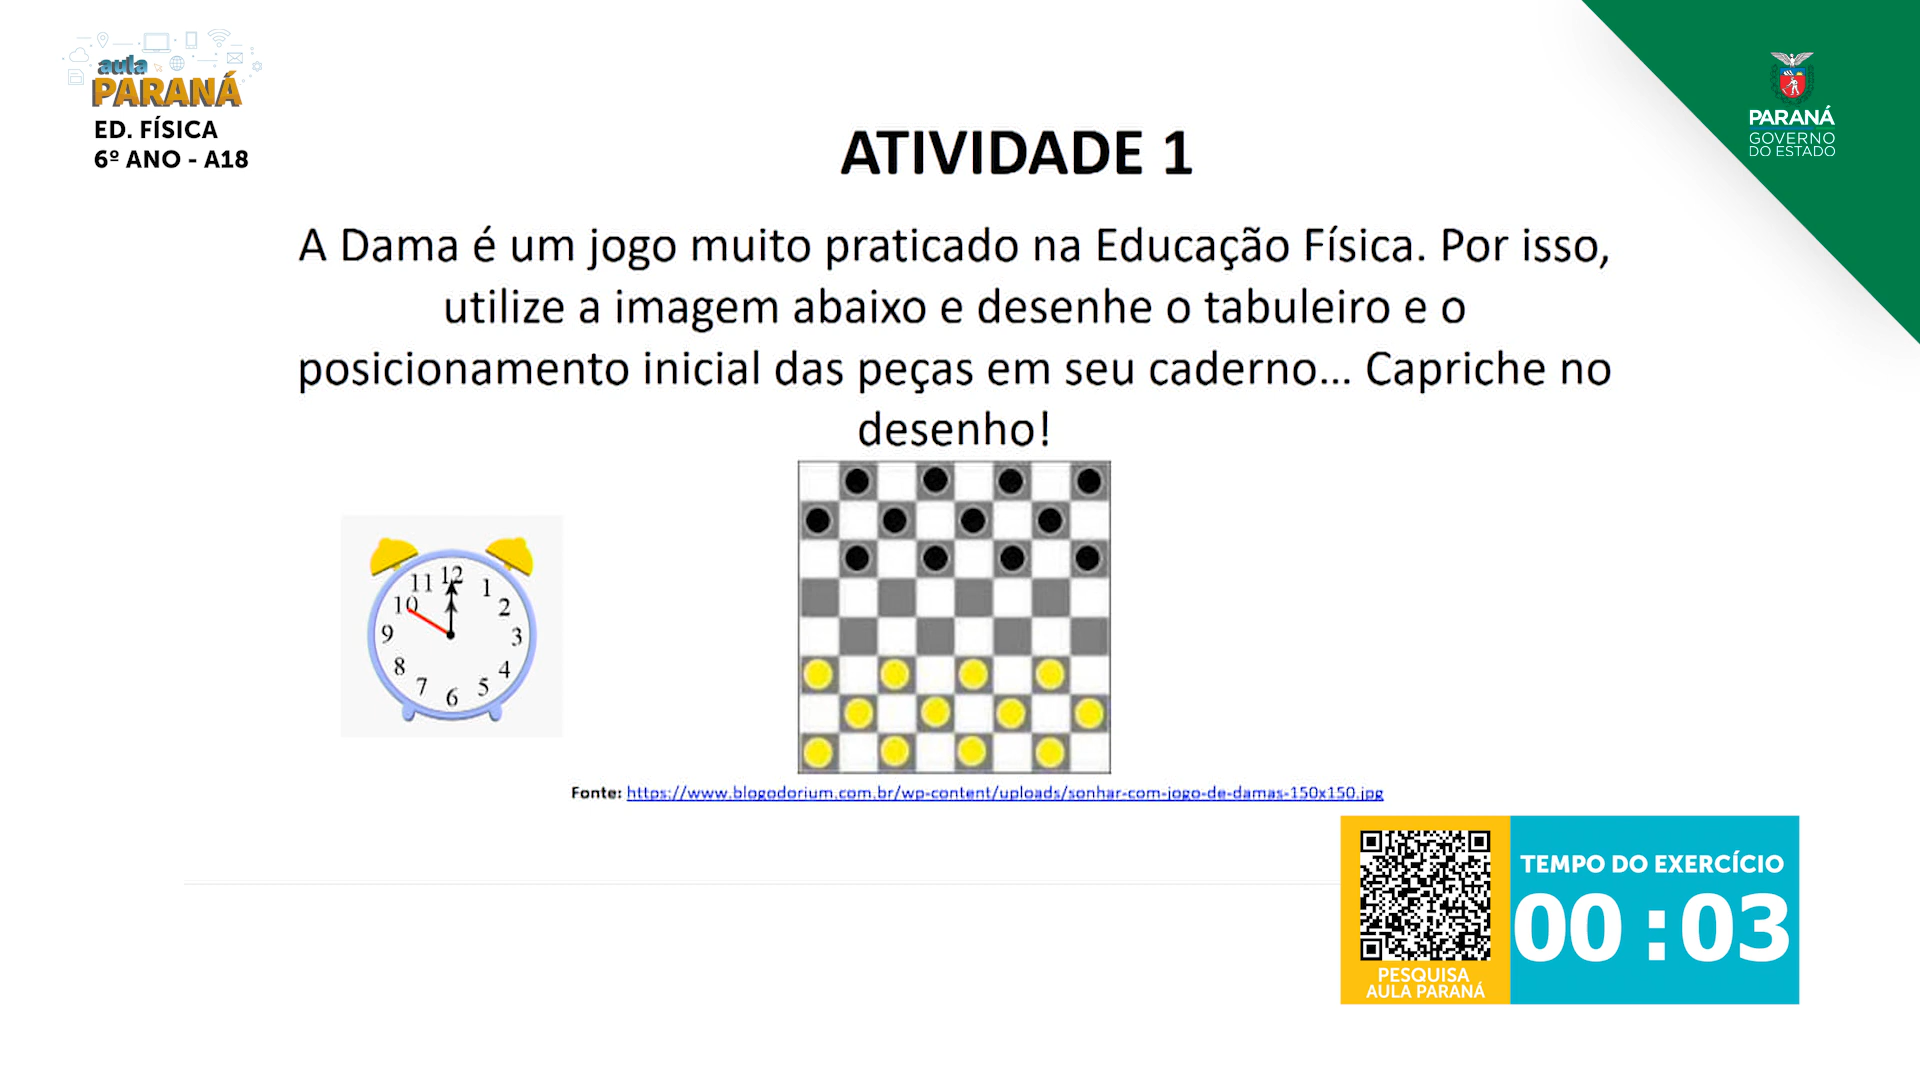 aula
PARANÁ
ED. FÍSICA
6º ANO - A18
PARANÁ
GOVERNO
DO ESTADO
ATIVIDADE 1
A Dama é um jogo muito praticado na Educação Física. Por isso,
utilize a imagem abaixo e desenhe o tabuleiro e o
posicionamento inicial das peças em seu caderno... Capriche no
desenho!
12
11 1
10 2
9 3
8 4
7 5
6
Fonte: https://www.blogodorium.com.br/wp-content/uploads/sonhar-com-jogo-de-damas-150x150.jpg
TEMPO DO EXERCÍCIO
00:03
PESQUISA
AULA PARANÁ